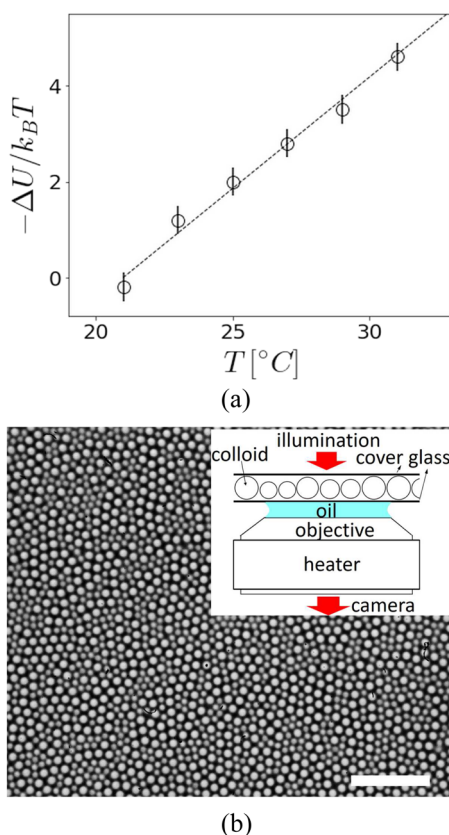 −ΔU/k_BT
4
2
0
20
25
30
T [°C]
(a)
illumination
colloid
cover glass
oil
objective
heater
camera
(b)